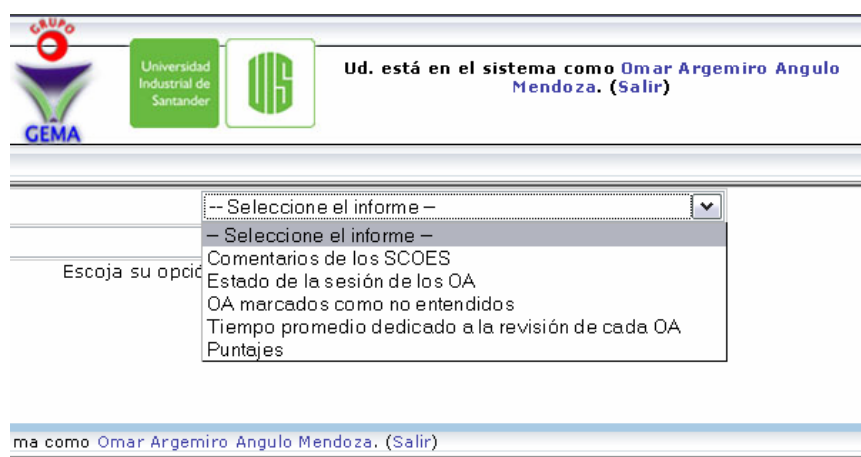 GRUPO
GEMA
Universidad
Industrial de
Santander
UIS
Ud. está en el sistema como Omar Argemiro Angulo
Mendoza. (Salir)
-- Seleccione el informe –
– Seleccione el informe –
Comentarios de los SCOES
Escoja su opció
Estado de la sesión de los OA
OA marcados como no entendidos
Tiempo promedio dedicado a la revisión de cada OA
Puntajes
ma como Omar Argemiro Angulo Mendoza. (Salir)